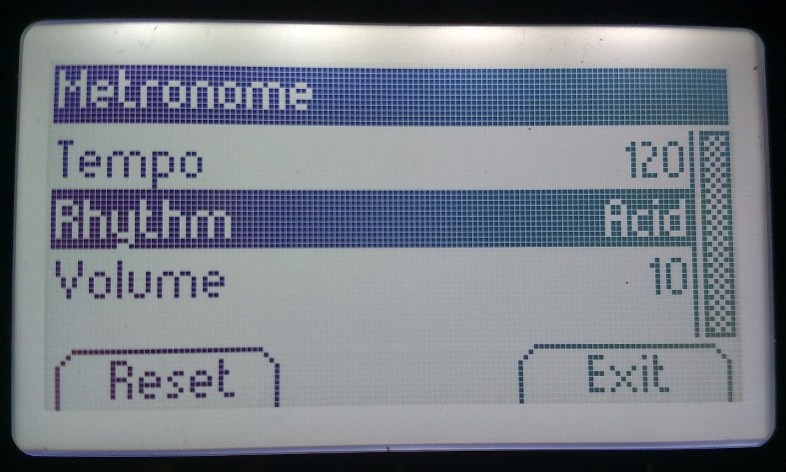 Metronome
Tempo 120
Rhythm Acid
Volume 10
Reset Exit